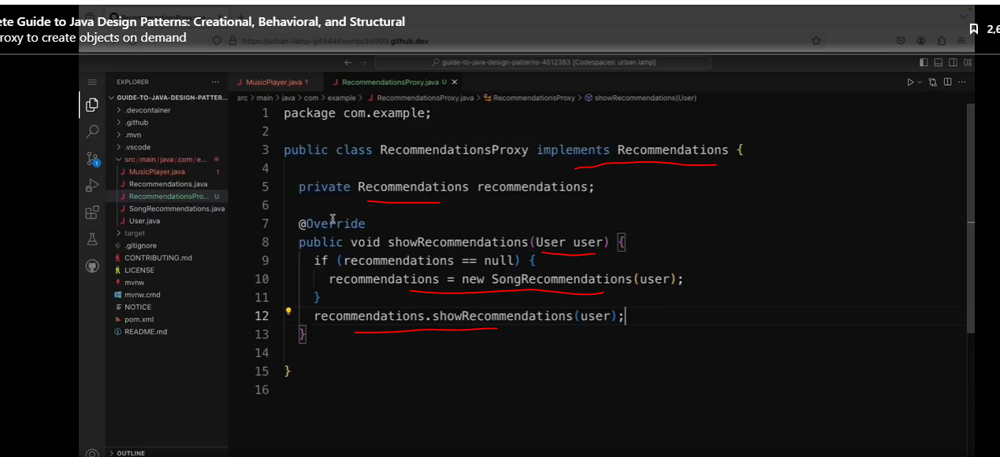 ete Guide to Java Design Patterns: Creational, Behavioral, and Structural
roxy to create objects on demand
2,6
https://urban-lamp-g45446xwrqq3w999.github.dev
guide-to-java-design-patterns-4512383 [Codespaces: urban lamp]
EXPLORER
MusicPlayer.java 1
RecommendationsProxy.java U
GUIDE-TO-JAVA-DESIGN-PATTER...
src > main > java > com > example > RecommendationsProxy.java > RecommendationsProxy > showRecommendations(User)
.devcontainer
.github
.mvn
.vscode
src/main/java/com/e...
MusicPlayer.java 1
Recommendations.java
RecommendationsPro... U
SongRecommendations.java
User.java
target
.gitignore
CONTRIBUTING.md
LICENSE
mvnw
mvnw.cmd
NOTICE
pom.xml
README.md
OUTLINE
1
1 package com.example;
2
3 public class RecommendationsProxy implements Recommendations {
4
5 private Recommendations recommendations;
6
7 @Override
8 public void showRecommendations(User user) {
9 if (recommendations == null) {
10 recommendations = new SongRecommendations(user);
11 }
12 recommendations.showRecommendations(user);
13 }
14
15 }
16